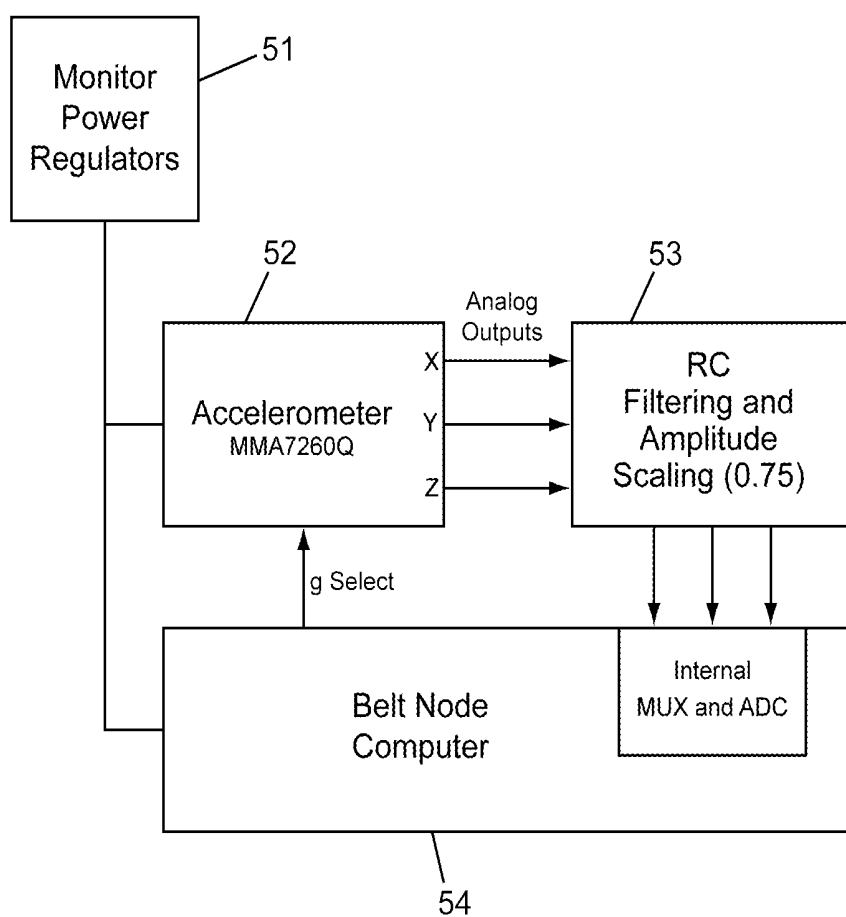 51
Monitor
Power
Regulators
52
53
Analog
Outputs
X
Y
Z
Accelerometer
MMA7260Q
RC
Filtering and
Amplitude
Scaling (0.75)
g Select
Internal
MUX and ADC
Belt Node
Computer
54